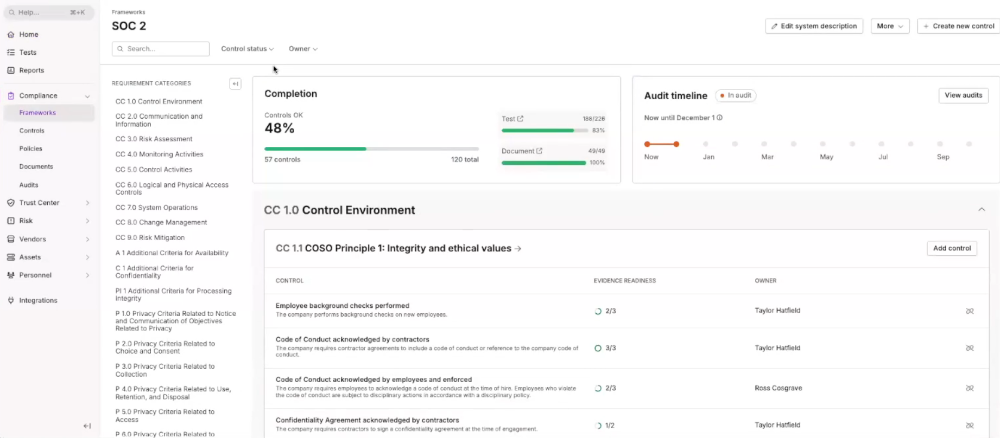 Help... ⌘+K
Home
Tests
Reports
Compliance
Frameworks
Controls
Policies
Documents
Audits
Trust Center
Risk
Vendors
Assets
Personnel
Integrations
Frameworks
SOC 2
Edit system description
More
+ Create new control
Search...
Control status
Owner
REQUIREMENT CATEGORIES
CC 1.0 Control Environment
CC 2.0 Communication and
Information
CC 3.0 Risk Assessment
CC 4.0 Monitoring Activities
CC 5.0 Control Activities
CC 6.0 Logical and Physical Access
Controls
CC 7.0 System Operations
CC 8.0 Change Management
CC 9.0 Risk Mitigation
A 1 Additional Criteria for Availability
C 1 Additional Criteria for
Confidentiality
PI 1 Additional Criteria for Processing
Integrity
P 1.0 Privacy Criteria Related to Notice
and Communication of Objectives
Related to Privacy
P 2.0 Privacy Criteria Related to
Choice and Consent
P 3.0 Privacy Criteria Related to
Collection
P 4.0 Privacy Criteria Related to Use,
Retention, and Disposal
P 5.0 Privacy Criteria Related to
Access
P 6.0 Privacy Criteria Related to
Completion
Controls OK
48%
57 controls 120 total
Test 188/226
83%
Document 49/49
100%
Audit timeline
In audit
View audits
Now until December 1
Now Jan Mar May Jul Sep
CC 1.0 Control Environment
CC 1.1 COSO Principle 1: Integrity and ethical values →
Add control
CONTROL EVIDENCE READINESS OWNER
Employee background checks performed
The company performs background checks on new employees.
2/3
Taylor Hatfield
Code of Conduct acknowledged by contractors
The company requires contractor agreements to include a code of conduct or reference to the company code of
conduct.
3/3
Taylor Hatfield
Code of Conduct acknowledged by employees and enforced
The company requires employees to acknowledge a code of conduct at the time of hire. Employees who violate
the code of conduct are subject to disciplinary actions in accordance with a disciplinary policy.
2/3
Ross Cosgrave
Confidentiality Agreement acknowledged by contractors
The company requires contractors to sign a confidentiality agreement at the time of engagement.
1/2
Taylor Hatfield